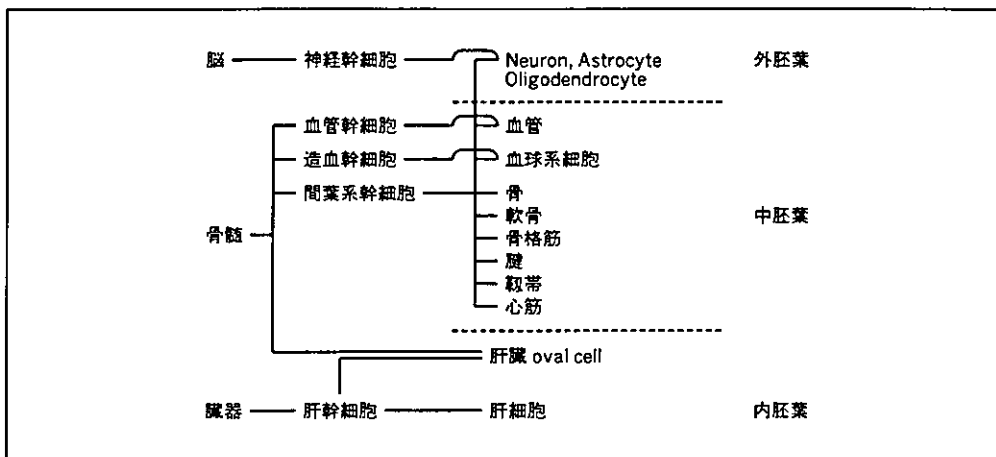 脳 神経幹細胞 Neuron, Astrocyte 外胚葉
Oligodendrocyte
血管幹細胞 血管
造血幹細胞 血球系細胞
間葉系幹細胞 骨
軟骨 中胚葉
骨髄 骨格筋
腱
靱帯
心筋
肝臓 oval cell
臓器 肝幹細胞 肝細胞 内胚葉